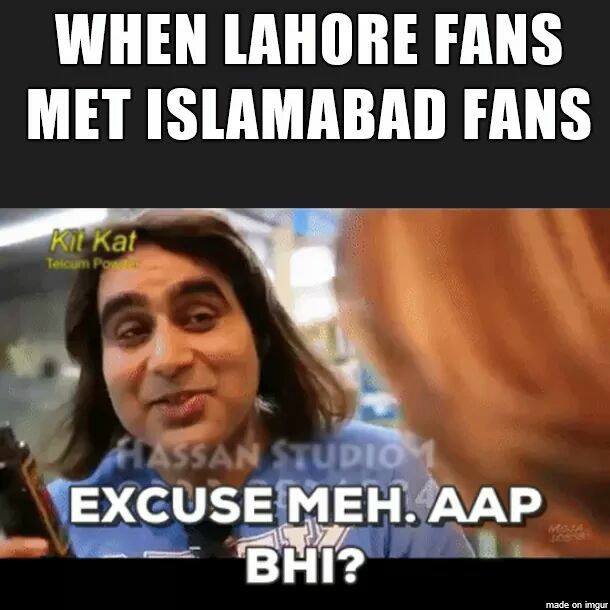 WHEN LAHORE FANS
MET ISLAMABAD FANS
Kit Kat
Telcum Powder
HASSAN STUDIO
EXCUSE MEH. AAP
BHI?
made on imgur